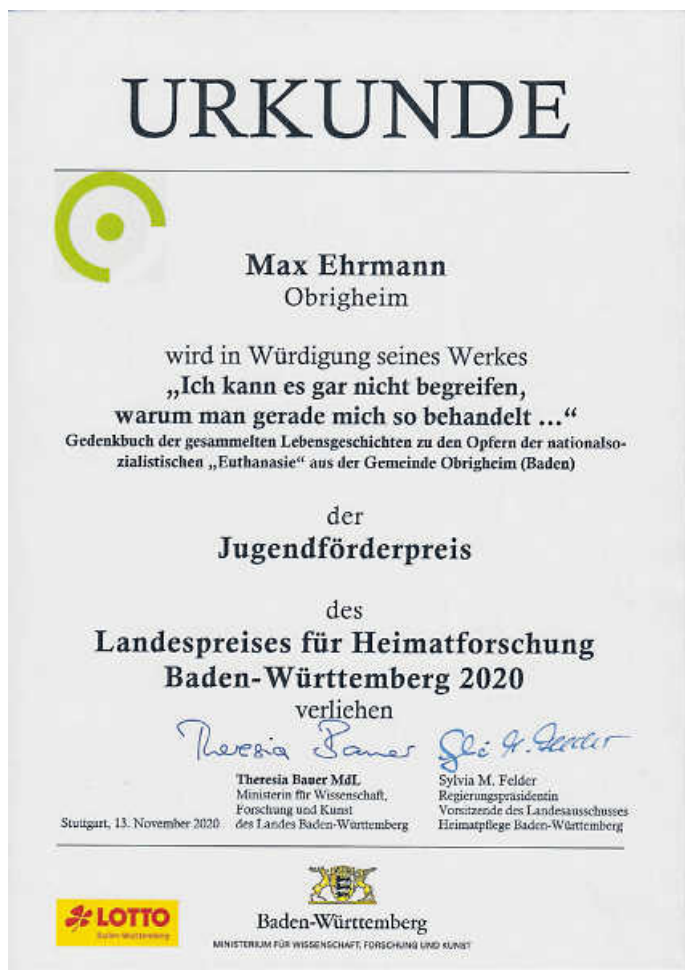 URKUNDE
Max Ehrmann
Obrigheim
wird in Würdigung seines Werkes
„Ich kann es gar nicht begreifen,
warum man gerade mich so behandelt ...“
Gedenkbuch der gesammelten Lebensgeschichten zu den Opfern der nationalso-
zialistischen „Euthanasie“ aus der Gemeinde Obrigheim (Baden)
der
Jugendförderpreis
des
Landespreises für Heimatforschung
Baden-Württemberg 2020
verliehen
Theresia Bauer
Theresia Bauer MdL
Ministerin für Wissenschaft,
Forschung und Kunst
des Landes Baden-Württemberg
Sylvia M. Felder
Regierungspräsidentin
Vorsitzende des Landesausschusses
Heimatpflege Baden-Württemberg
Stuttgart, 13. November 2020
LOTTO
Baden-Württemberg
Baden-Württemberg
MINISTERIUM FÜR WISSENSCHAFT, FORSCHUNG UND KUNST